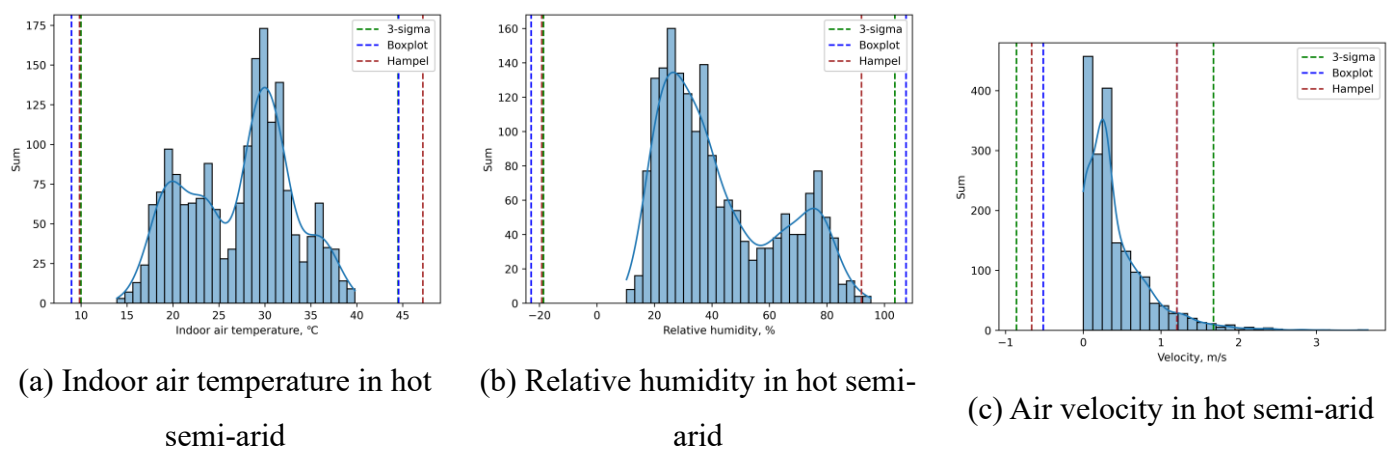 175
150
125
100
75
50
25
0
Sum
10
15
20
25
30
35
40
45
Indoor air temperature, ℃
3-sigma
Boxplot
Hampel
(a) Indoor air temperature in hot
semi-arid
160
140
120
100
80
60
40
20
0
Sum
−20
0
20
40
60
80
100
Relative humidity, %
3-sigma
Boxplot
Hampel
(b) Relative humidity in hot semi-
arid
400
300
200
100
0
Sum
−1
0
1
2
3
Velocity, m/s
3-sigma
Boxplot
Hampel
(c) Air velocity in hot semi-arid